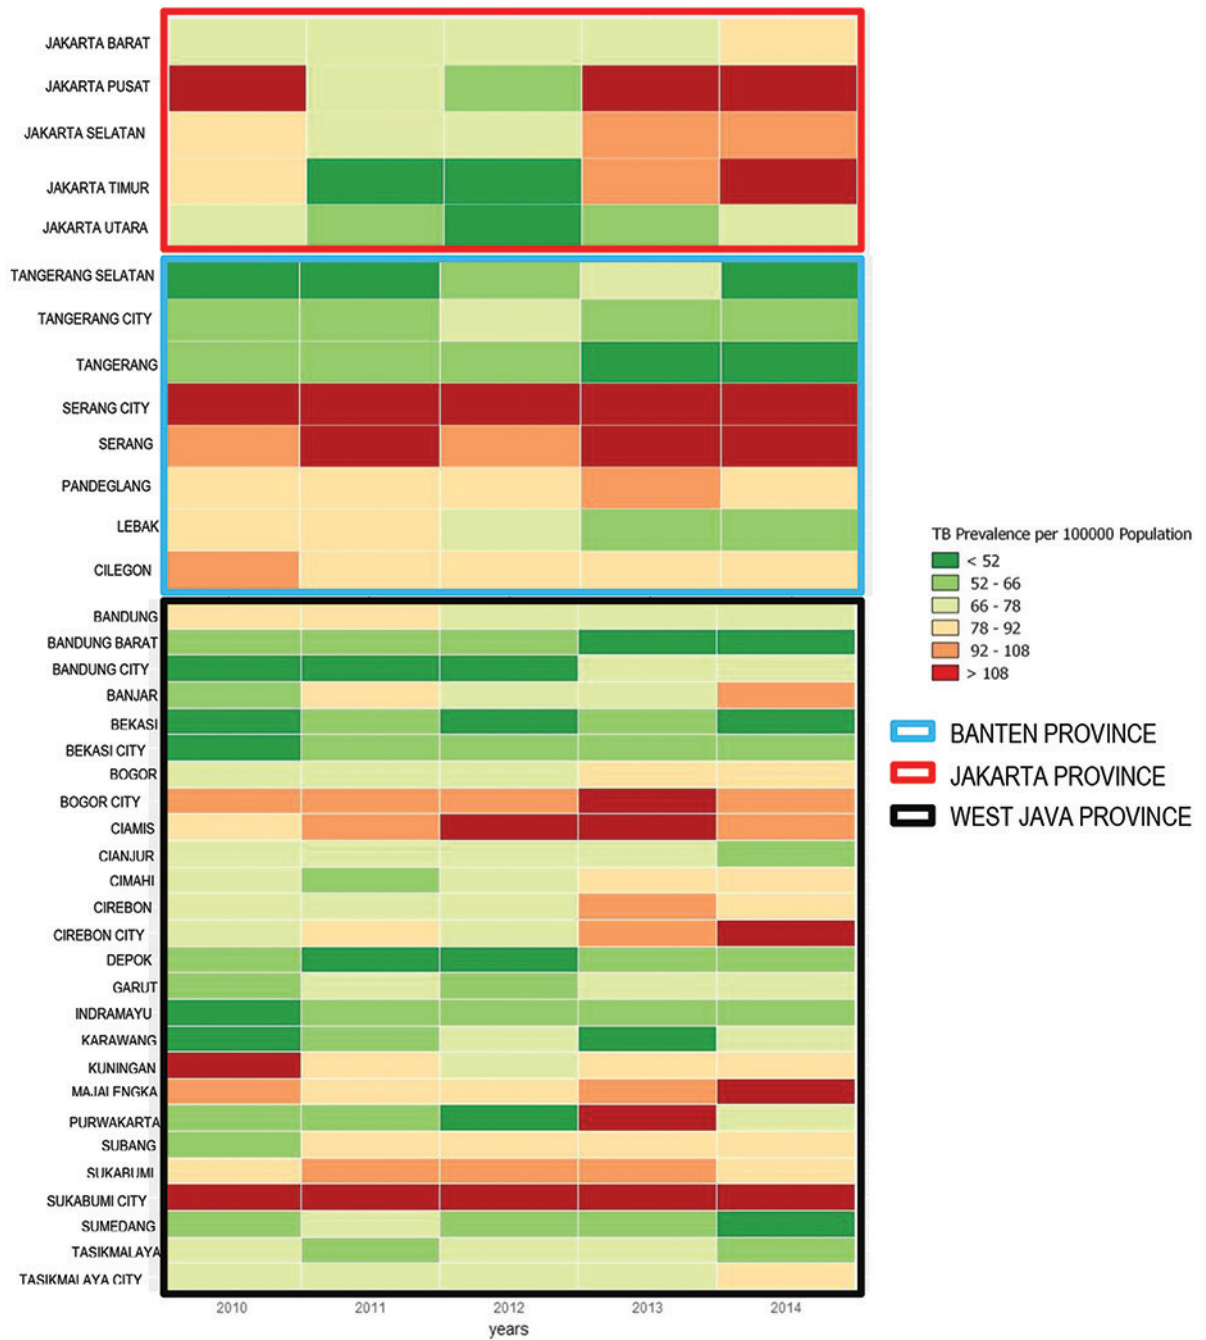 JAKARTA BARAT
JAKARTA PUSAT
JAKARTA SELATAN
JAKARTA TIMUR
JAKARTA UTARA
TANGERANG SELATAN
TANGERANG CITY
TANGERANG
SERANG CITY
SERANG
PANDEGLANG
LEBAK
CILEGON
BANDUNG
BANDUNG BARAT
BANDUNG CITY
BANJAR
BEKASI
BEKASI CITY
BOGOR
BOGOR CITY
CIAMIS
CIANJUR
CIMAHI
CIREBON
CIREBON CITY
DEPOK
GARUT
INDRAMAYU
KARAWANG
KUNINGAN
MAJALENGKA
PURWAKARTA
SUBANG
SUKABUMI
SUKABUMI CITY
SUMEDANG
TASIKMALAYA
TASIKMALAYA CITY
2010 2011 2012 2013 2014
years
TB Prevalence per 100000 Population
< 52
52 - 66
66 - 78
78 - 92
92 - 108
> 108
BANTEN PROVINCE
JAKARTA PROVINCE
WEST JAVA PROVINCE